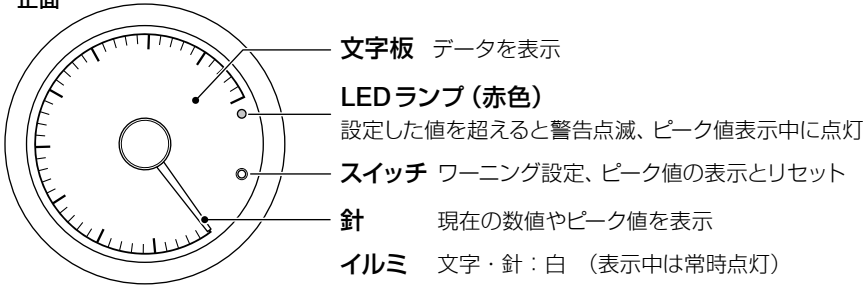 正面
文字板 データを表示
LEDランプ（赤色）
設定した値を超えると警告点滅、ピーク値表示中に点灯
スイッチ ワーニング設定、ピーク値の表示とリセット
針 現在の数値やピーク値を表示
イルミ 文字・針：白 （表示中は常時点灯）